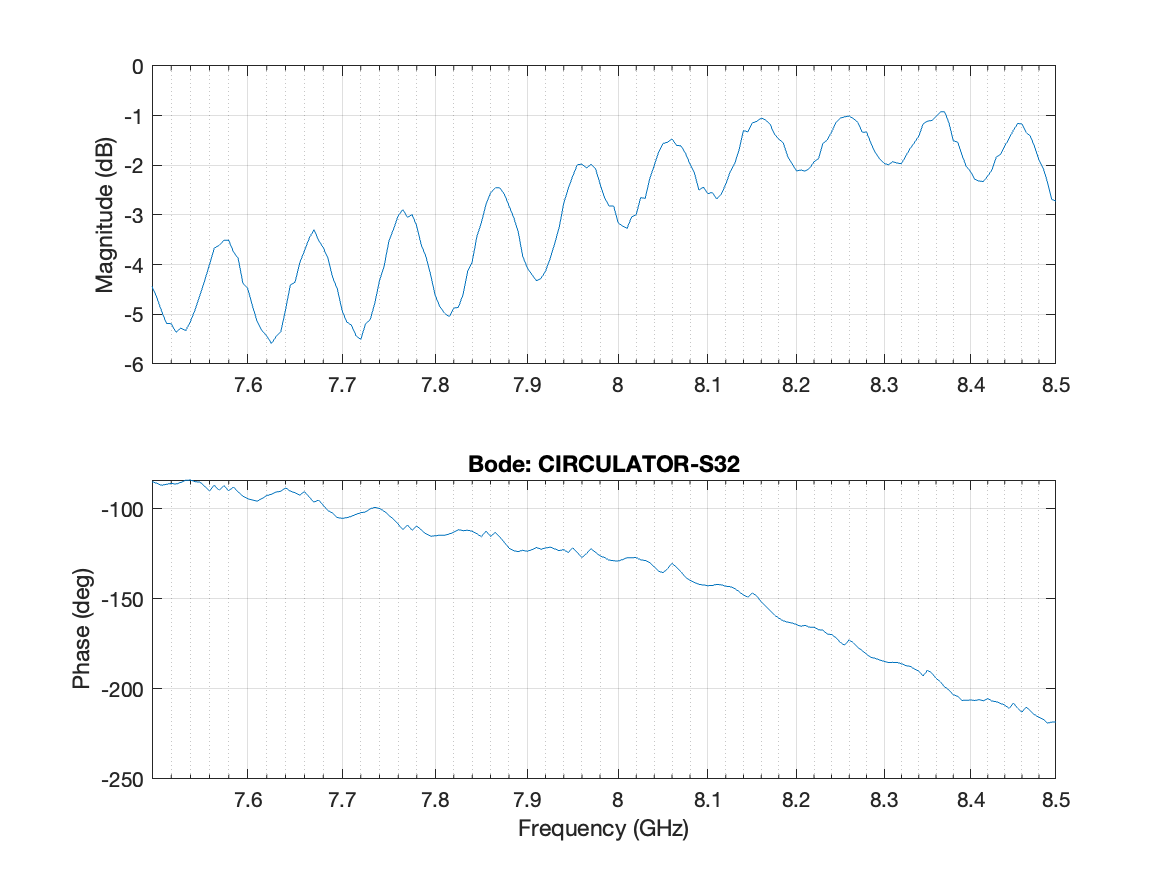 0
-1
-2
-3
-4
-5
-6
Magnitude (dB)
7.6 7.7 7.8 7.9 8 8.1 8.2 8.3 8.4 8.5
Bode: CIRCULATOR-S32
-100
-150
-200
-250
Phase (deg)
7.6 7.7 7.8 7.9 8 8.1 8.2 8.3 8.4 8.5
Frequency (GHz)